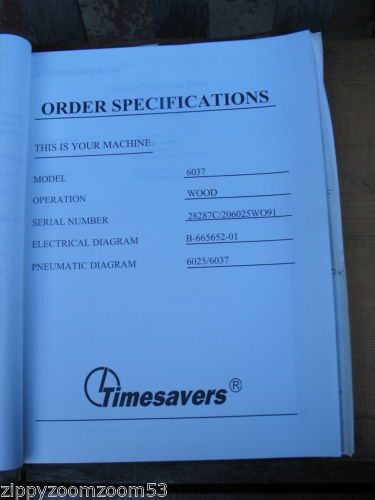 Timesavers®
ORDER SPECIFICATIONS
THIS IS YOUR MACHINE:
MODEL 6037
OPERATION WOOD
SERIAL NUMBER 28287C/206025WO91
ELECTRICAL DIAGRAM B-665652-01
PNEUMATIC DIAGRAM 6025/6037
Timesavers®
zippyzoomzoom53